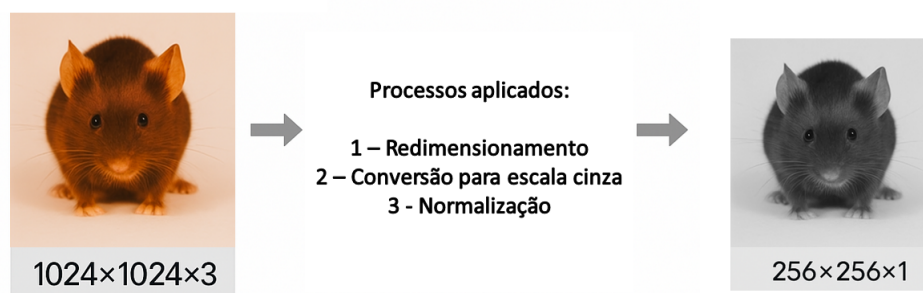 Processos aplicados:
1 – Redimensionamento
2 – Conversão para escala cinza
3 - Normalização
1024×1024×3
256×256×1